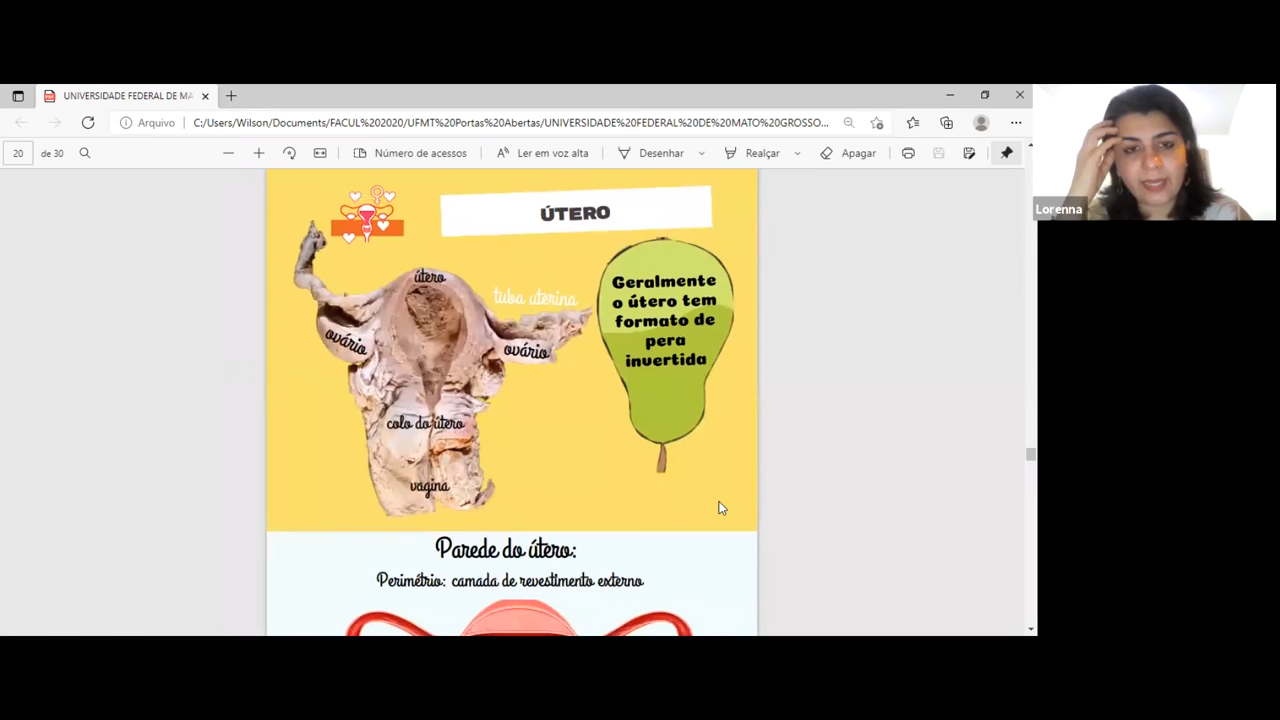 UNIVERSIDADE FEDERAL DE MA
Arquivo
C:/Users/Wilson/Documents/FACUL%202020/UFMT%20Portas%20Abertas/UNIVERSIDADE%20FEDERAL%20DE%20MATO%20GROSSO...
20 de 30
Número de acessos
Ler em voz alta
Desenhar
Realçar
Apagar
Lorenna
ÚTERO
útero
tuba uterina
ovário
ovário
colo do útero
vagina
Geralmente
o útero tem
formato de
pera
invertida
Parede do útero:
Perimétrio: camada de revestimento externo